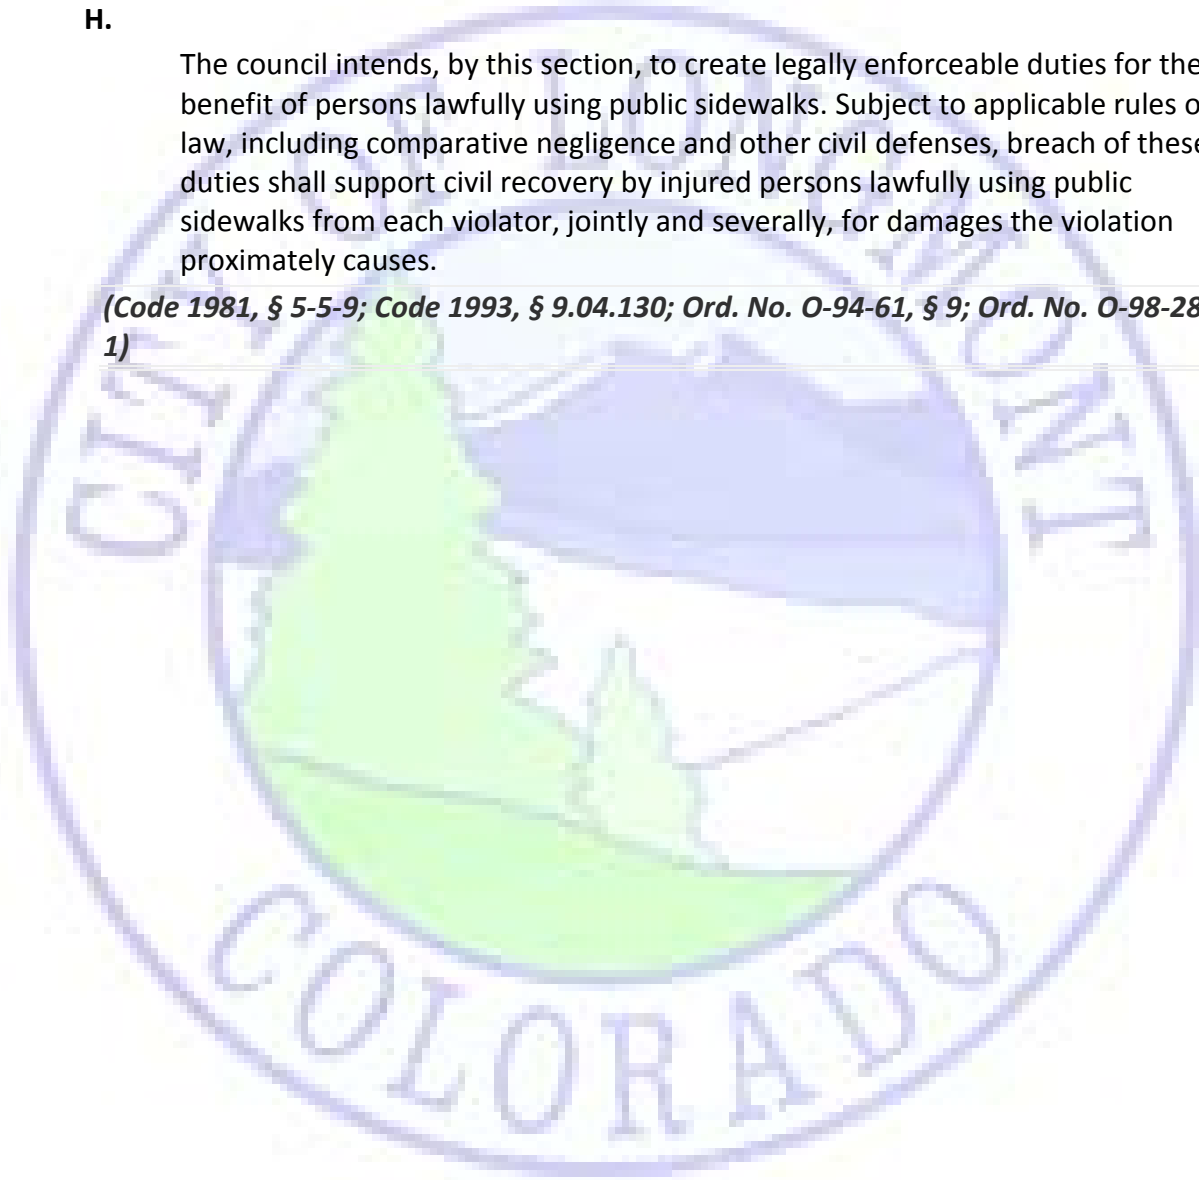 H.
The council intends, by this section, to create legally enforceable duties for the
benefit of persons lawfully using public sidewalks. Subject to applicable rules o
law, including comparative negligence and other civil defenses, breach of these
duties shall support civil recovery by injured persons lawfully using public
sidewalks from each violator, jointly and severally, for damages the violation
proximately causes.
(Code 1981, § 5-5-9; Code 1993, § 9.04.130; Ord. No. O-94-61, § 9; Ord. No. O-98-28
1)
CITY OF LONGMONT
COLORADO